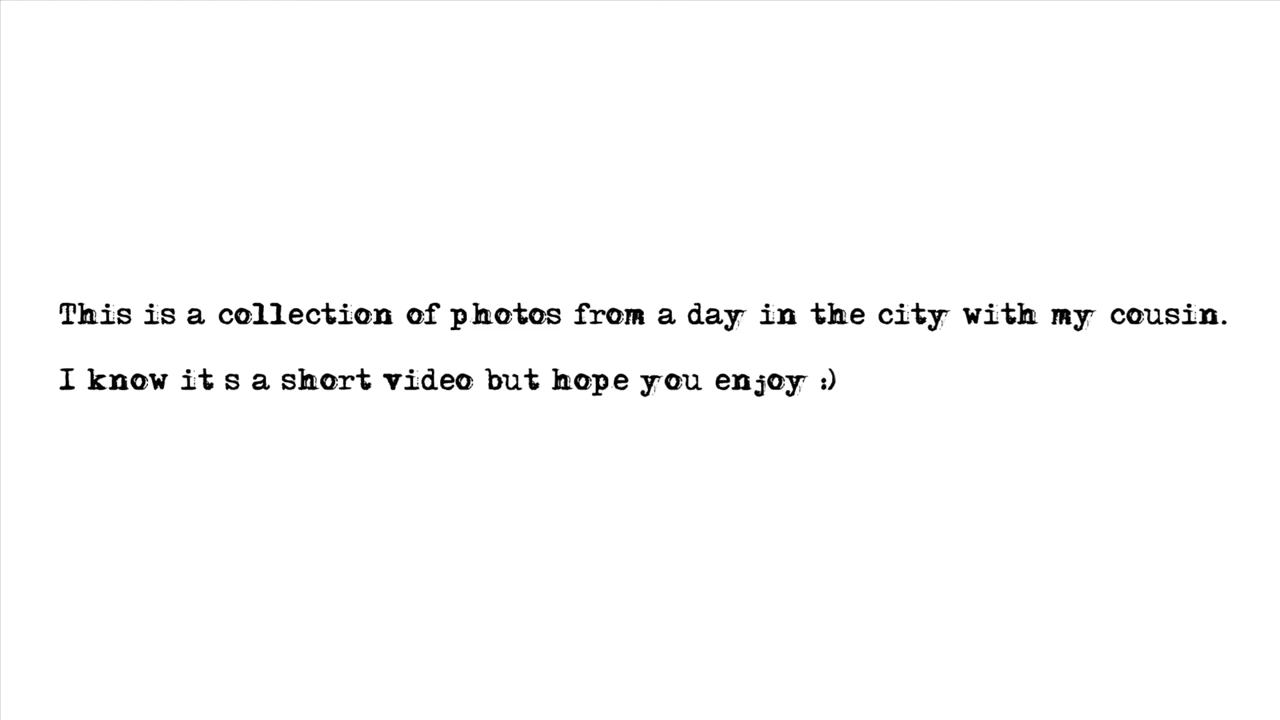 This is a collection of photos from a day in the city with my cousin.
I know it s a short video but hope you enjoy :)